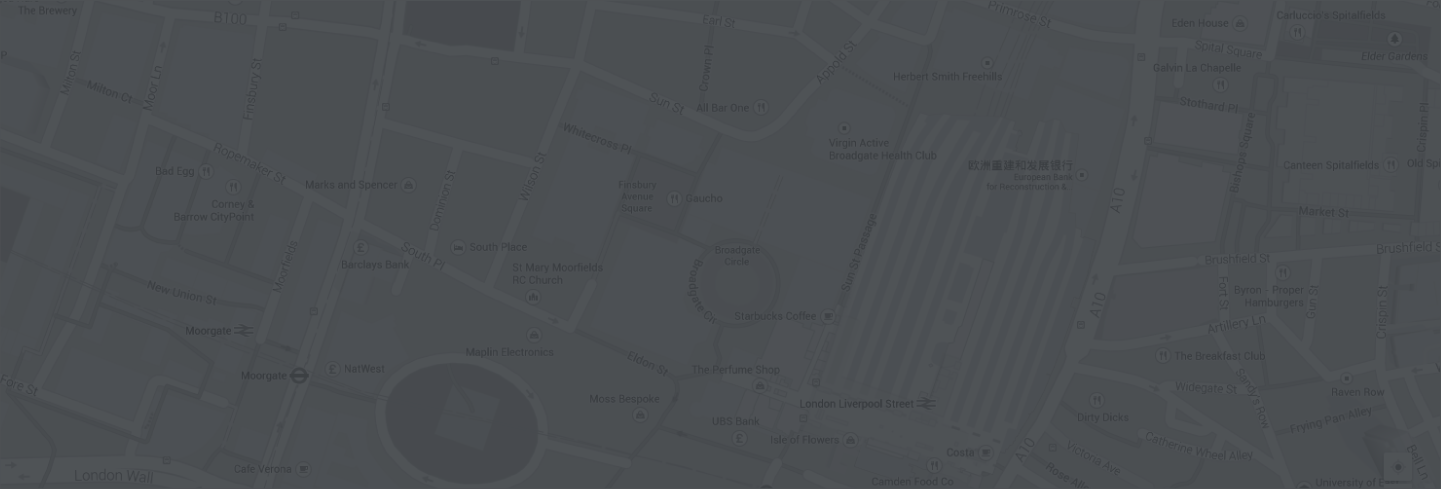 The Brewery
B100
Earl St
Primrose St
Eden House
Carluccio's Spitalfields
Spital Square
Elder Gardens
Galvin La Chapelle
Milton St
Moor Ln
Finsbury St
Crown Pl
Appold St
Herbert Smith Freehills
Milton Ct
Sun St
All Bar One
Stothard Pl
Whitecross Pl
Virgin Active
Broadgate Health Club
Bishops Square
Crispin Pl
Ropemaker St
Bad Egg
Marks and Spencer
Wilson St
Dominion St
Canteen Spitalfields
Old Spi
European Bank
for Reconstruction &...
Corney &
Barrow CityPoint
Finsbury
Avenue
Square
Gaucho
A10
Market St
Moorfields
South Pl
South Place
Broadgate
Circle
Sun St Passage
Brushfield St
Brushfield S
Barclays Bank
St Mary Moorfields
RC Church
Broadgate Cir
New Union St
Fort St
Byron
Proper
Hamburgers
Gun St
Crispin St
A10
Moorgate
Starbucks Coffee
Artillery Ln
Maplin Electronics
Eldon St
The Breakfast Club
Moorgate
NatWest
The Perfume Shop
Fore St
Widegate St
Sandy's Row
Raven Row
Moss Bespoke
London Liverpool Street
Dirty Dicks
Frying Pan Alley
UBS Bank
Isle of Flowers
Catherine Wheel Alley
A10
Costa
Victoria Ave
Bell Ln
London Wall
Cafe Verona
Camden Food Co
Rose Alley
University of E